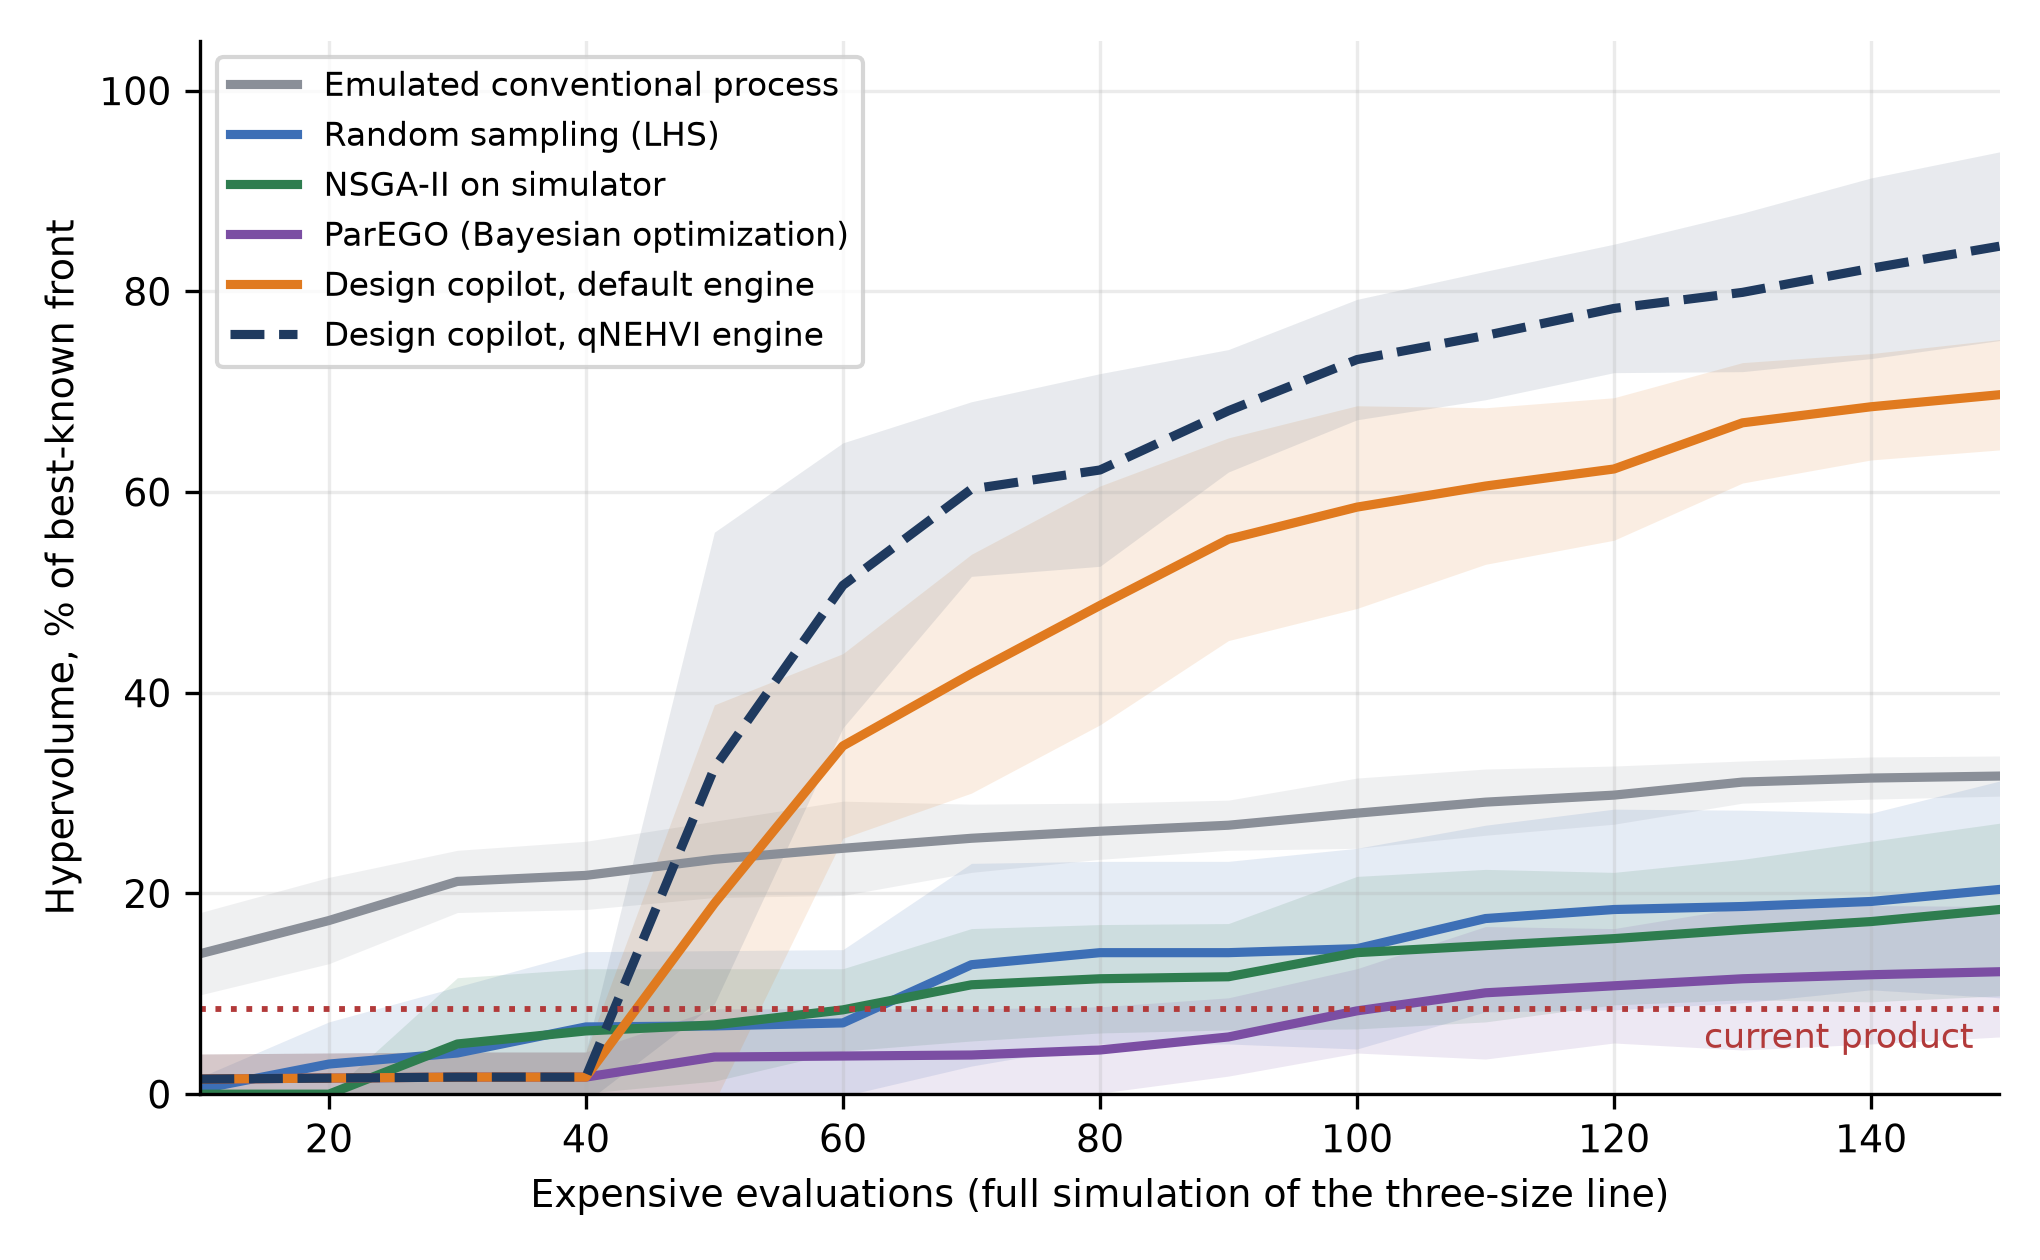 Emulated conventional process
Random sampling (LHS)
NSGA-II on simulator
ParEGO (Bayesian optimization)
Design copilot, default engine
Design copilot, qNEHVI engine
Hypervolume, % of best-known front
100
80
60
40
20
0
current product
20 40 60 80 100 120 140
Expensive evaluations (full simulation of the three-size line)